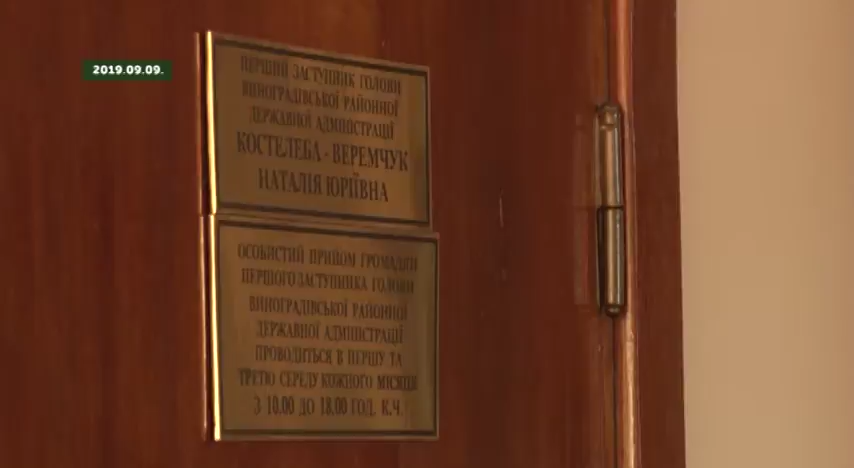 2019.09.09.
ПЕРШИЙ ЗАСТУПНИК ГОЛОВИ
ВИНОГРАДІВСЬКОЇ РАЙОННОЇ
ДЕРЖАВНОЇ АДМІНІСТРАЦІЇ
КОСТЕЛЕБА - ВЕРЕМЧУК
НАТАЛІЯ ЮРІЇВНА
ОСОБИСТИЙ ПРИЙОМ ГРОМАДЯН
ПЕРШОГО ЗАСТУПНИКА ГОЛОВИ
ВИНОГРАДІВСЬКОЇ РАЙОННОЇ
ДЕРЖАВНОЇ АДМІНІСТРАЦІЇ
ПРОВОДИТЬСЯ В ПЕРШУ ТА
ТРЕТЮ СЕРЕДУ КОЖНОГО МІСЯЦЯ
З 10.00 ДО 18.00 ГОД. К.Ч.